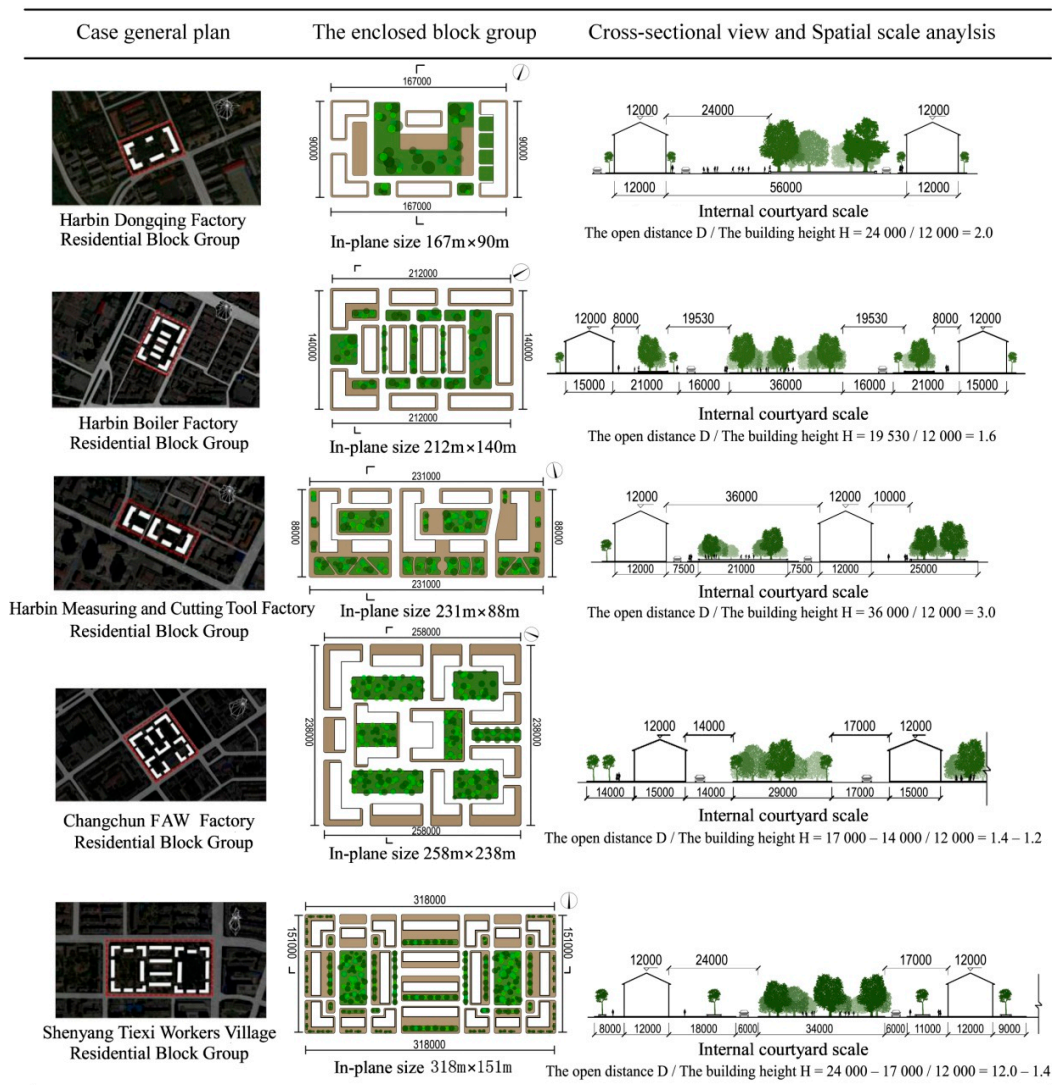 Case general plan
The enclosed block group
Cross-sectional view and Spatial scale anaylsis
Harbin Dongqing Factory
Residential Block Group
167000
90000
90000
167000
In-plane size 167m×90m
12000
24000
12000
12000
56000
12000
Internal courtyard scale
The open distance D / The building height H = 24 000 / 12 000 = 2.0
Harbin Boiler Factory
Residential Block Group
212000
140000
140000
212000
In-plane size 212m×140m
12000
8000
19530
19530
8000
12000
15000
21000
16000
36000
16000
21000
15000
Internal courtyard scale
The open distance D / The building height H = 19 530 / 12 000 = 1.6
Harbin Measuring and Cutting Tool Factory
Residential Block Group
231000
88000
88000
231000
In-plane size 231m×88m
12000
36000
12000
10000
12000
7500
21000
7500
12000
25000
Internal courtyard scale
The open distance D / The building height H = 36 000 / 12 000 = 3.0
Changchun FAW Factory
Residential Block Group
258000
238000
238000
258000
In-plane size 258m×238m
12000
14000
17000
12000
14000
15000
14000
29000
17000
15000
Internal courtyard scale
The open distance D / The building height H = 17 000 – 14 000 / 12 000 = 1.4 – 1.2
Shenyang Tiexi Workers Village
Residential Block Group
318000
151000
151000
318000
In-plane size 318m×151m
12000
24000
17000
12000
8000
12000
18000
6000
34000
6000
11000
12000
9000
Internal courtyard scale
The open distance D / The building height H = 24 000 – 17 000 / 12 000 = 12.0 – 1.4